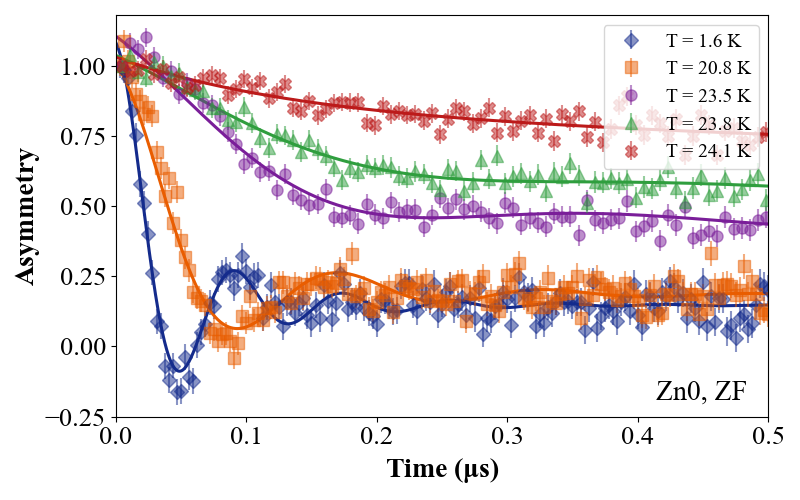 T = 1.6 K
T = 20.8 K
T = 23.5 K
T = 23.8 K
T = 24.1 K
1.00
0.75
0.50
0.25
0.00
−0.25
Asymmetry
Zn0, ZF
0.0 0.1 0.2 0.3 0.4 0.5
Time (μs)